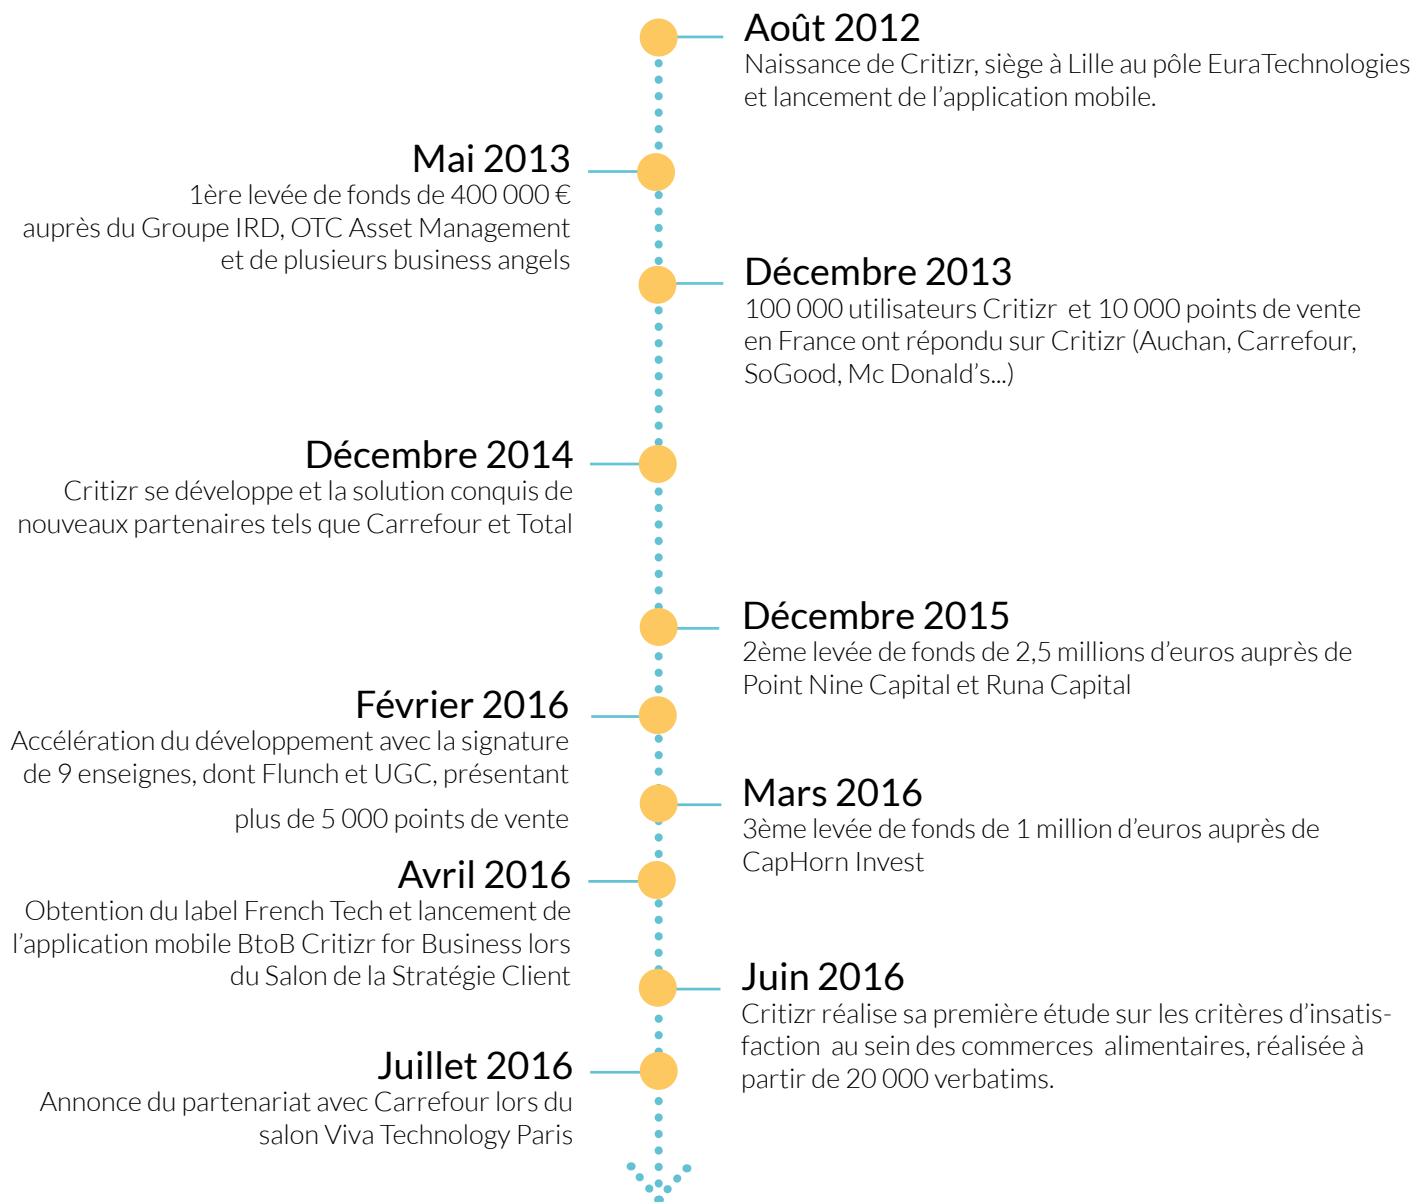 Août 2012
Naissance de Critizr, siège à Lille au pôle EuraTechnologies
et lancement de l’application mobile.
Mai 2013
1ère levée de fonds de 400 000 €
auprès du Groupe IRD, OTC Asset Management
et de plusieurs business angels
Décembre 2013
100 000 utilisateurs Critizr et 10 000 points de vente
en France ont répondu sur Critizr (Auchan, Carrefour,
SoGood, Mc Donald’s...)
Décembre 2014
Critizr se développe et la solution conquis de
nouveaux partenaires tels que Carrefour et Total
Décembre 2015
2ème levée de fonds de 2,5 millions d’euros auprès de
Point Nine Capital et Runa Capital
Février 2016
Accélération du développement avec la signature
de 9 enseignes, dont Flunch et UGC, présentant
plus de 5 000 points de vente
Mars 2016
3ème levée de fonds de 1 million d’euros auprès de
CapHorn Invest
Avril 2016
Obtention du label French Tech et lancement de
l’application mobile BtoB Critizr for Business lors
du Salon de la Stratégie Client
Juin 2016
Critizr réalise sa première étude sur les critères d’insatis-
faction au sein des commerces alimentaires, réalisée à
partir de 20 000 verbatims.
Juillet 2016
Annonce du partenariat avec Carrefour lors du
salon Viva Technology Paris